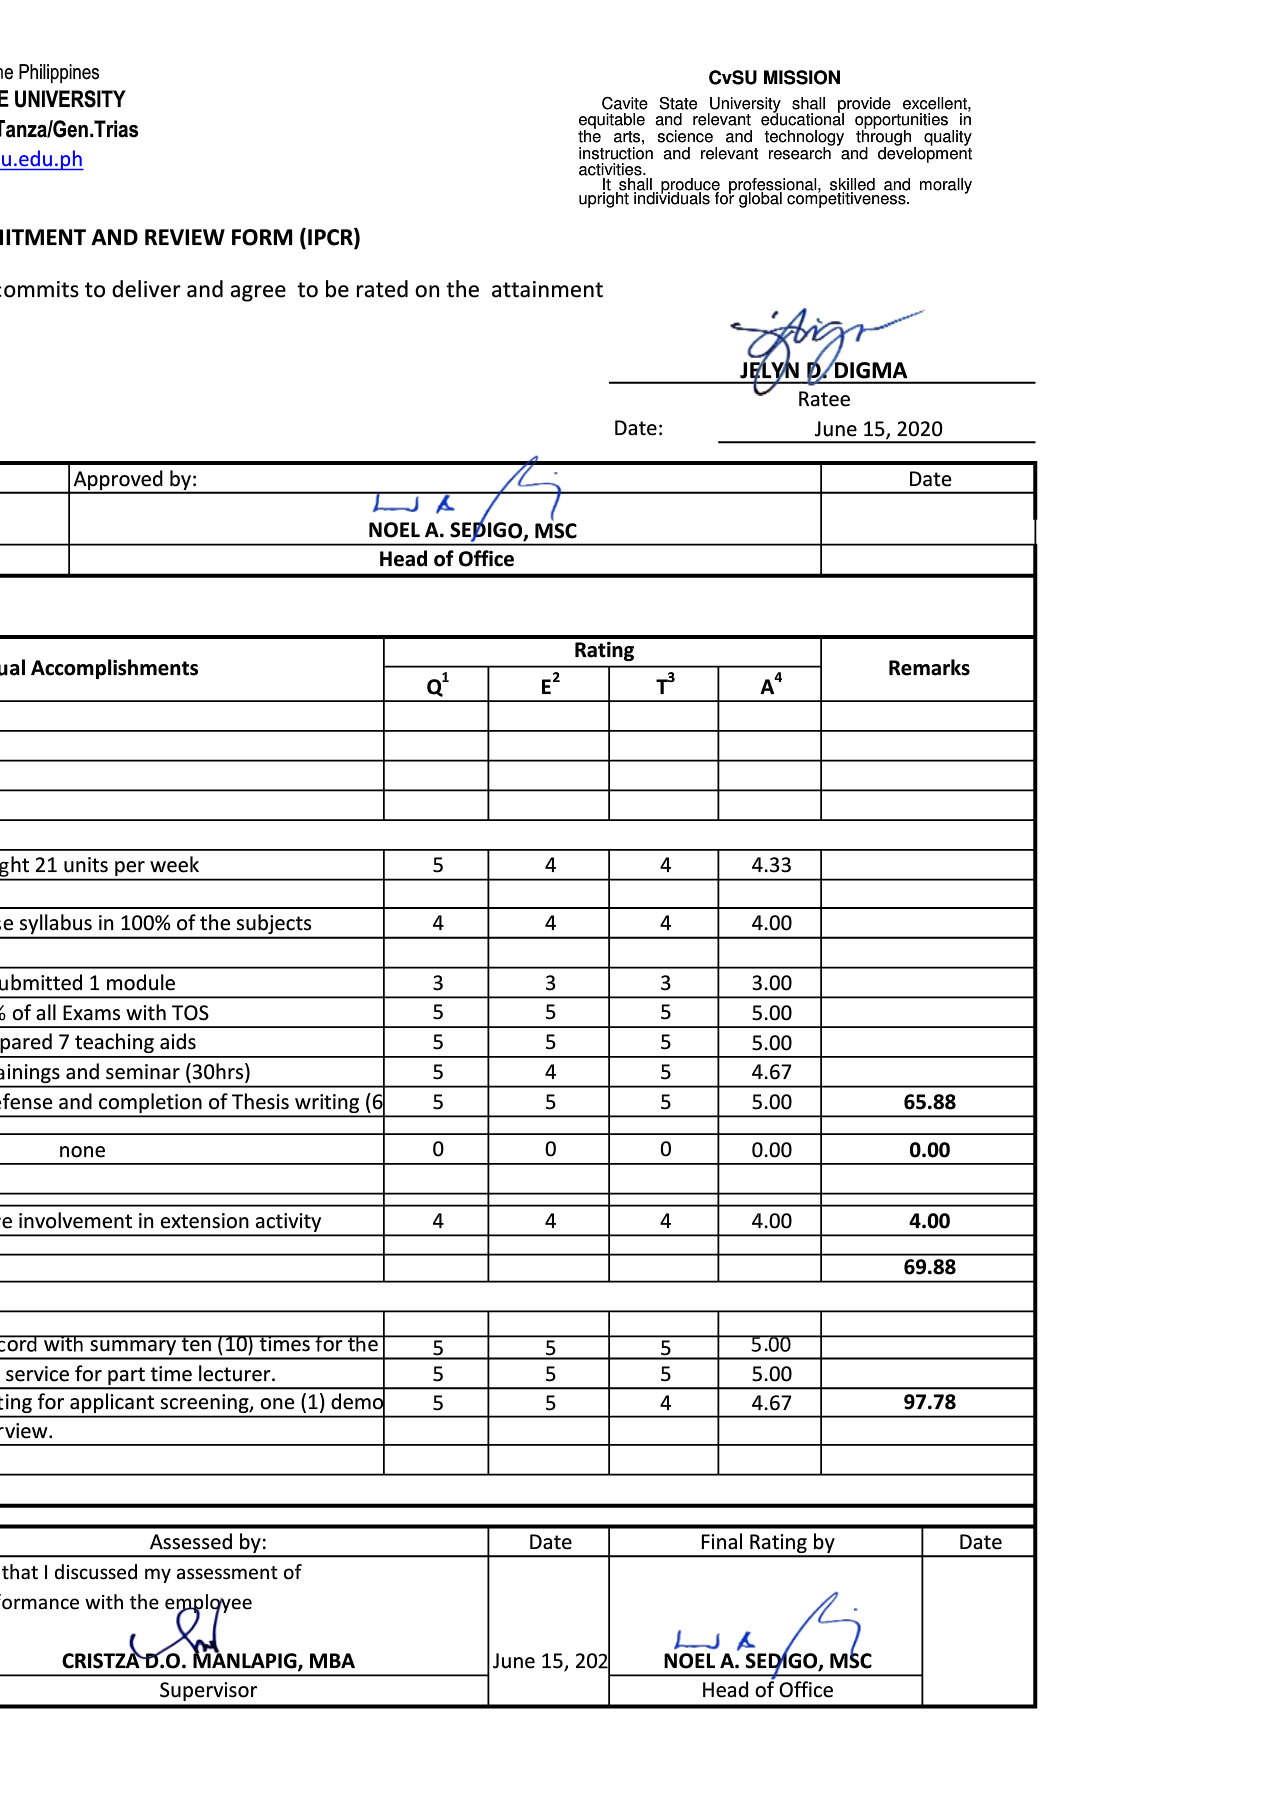 ne Philippines
E UNIVERSITY
Tanza/Gen.Trias
u.edu.ph
CvSU MISSION
Cavite State University shall provide excellent,
equitable and relevant educational opportunities in
the arts, science and technology through quality
instruction and relevant research and development
activities.
It shall produce professional, skilled and morally
upright individuals for global competitiveness.
MITMENT AND REVIEW FORM (IPCR)
commits to deliver and agree to be rated on the attainment
JELYN D. DIGMA
Ratee
Date: June 15, 2020
Approved by: Date
NOEL A. SEDIGO, MSC
Head of Office
ual Accomplishments Rating Remarks
Q1 E2 T3 A4
ght 21 units per week 5 4 4 4.33
se syllabus in 100% of the subjects 4 4 4 4.00
ubmitted 1 module 3 3 3 3.00
% of all Exams with TOS 5 5 5 5.00
pared 7 teaching aids 5 5 5 5.00
ainings and seminar (30hrs) 5 4 5 4.67
efense and completion of Thesis writing (6 5 5 5 5.00 65.88
none 0 0 0 0.00 0.00
re involvement in extension activity 4 4 4 4.00 4.00
69.88
cord with summary ten (10) times for the 5 5 5 5.00
service for part time lecturer. 5 5 5 5.00
ting for applicant screening, one (1) demo 5 5 4 4.67 97.78
rview.
Assessed by: Date Final Rating by Date
that I discussed my assessment of
formance with the employee
CRISTZA D.O. MANLAPIG, MBA June 15, 202 NOEL A. SEDIGO, MSC
Supervisor Head of Office